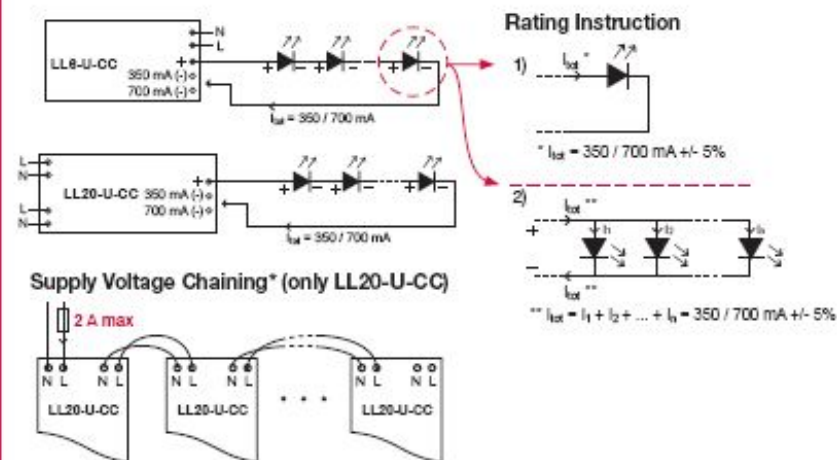 LL6-U-CC
N
L
+
350 mA (-)
700 mA (-)
+ − + − + −
Itot = 350 / 700 mA
L
N
L
N
LL20-U-CC
+
350 mA (-)
700 mA (-)
+ − + − + −
Itot = 350 / 700 mA
Rating Instruction
1)
Itot *
* Itot = 350 / 700 mA +/- 5%
2)
Itot **
+
I1 I2 In
−
Itot **
** Itot = I1 + I2 + ... + In = 350 / 700 mA +/- 5%
Supply Voltage Chaining* (only LL20-U-CC)
2 A max
N L N L N L N L N L N L
LL20-U-CC LL20-U-CC . . . LL20-U-CC